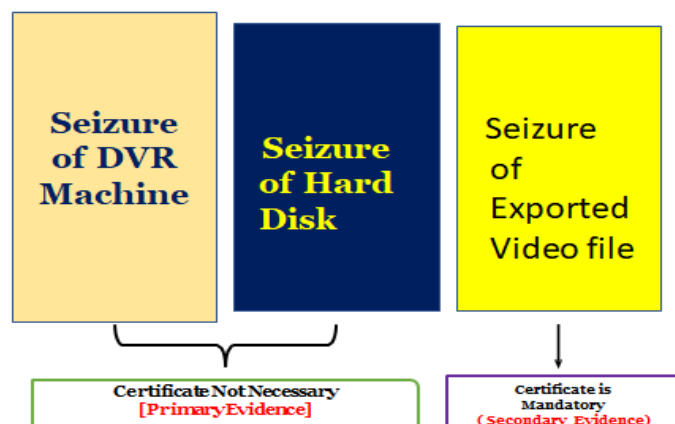 Seizure
of DVR
Machine
Seizure
of Hard
Disk
Seizure
of
Exported
Video file
Certificate Not Necessary
[Primary Evidence]
Certificate is
Mandatory
( Secondary Evidence)